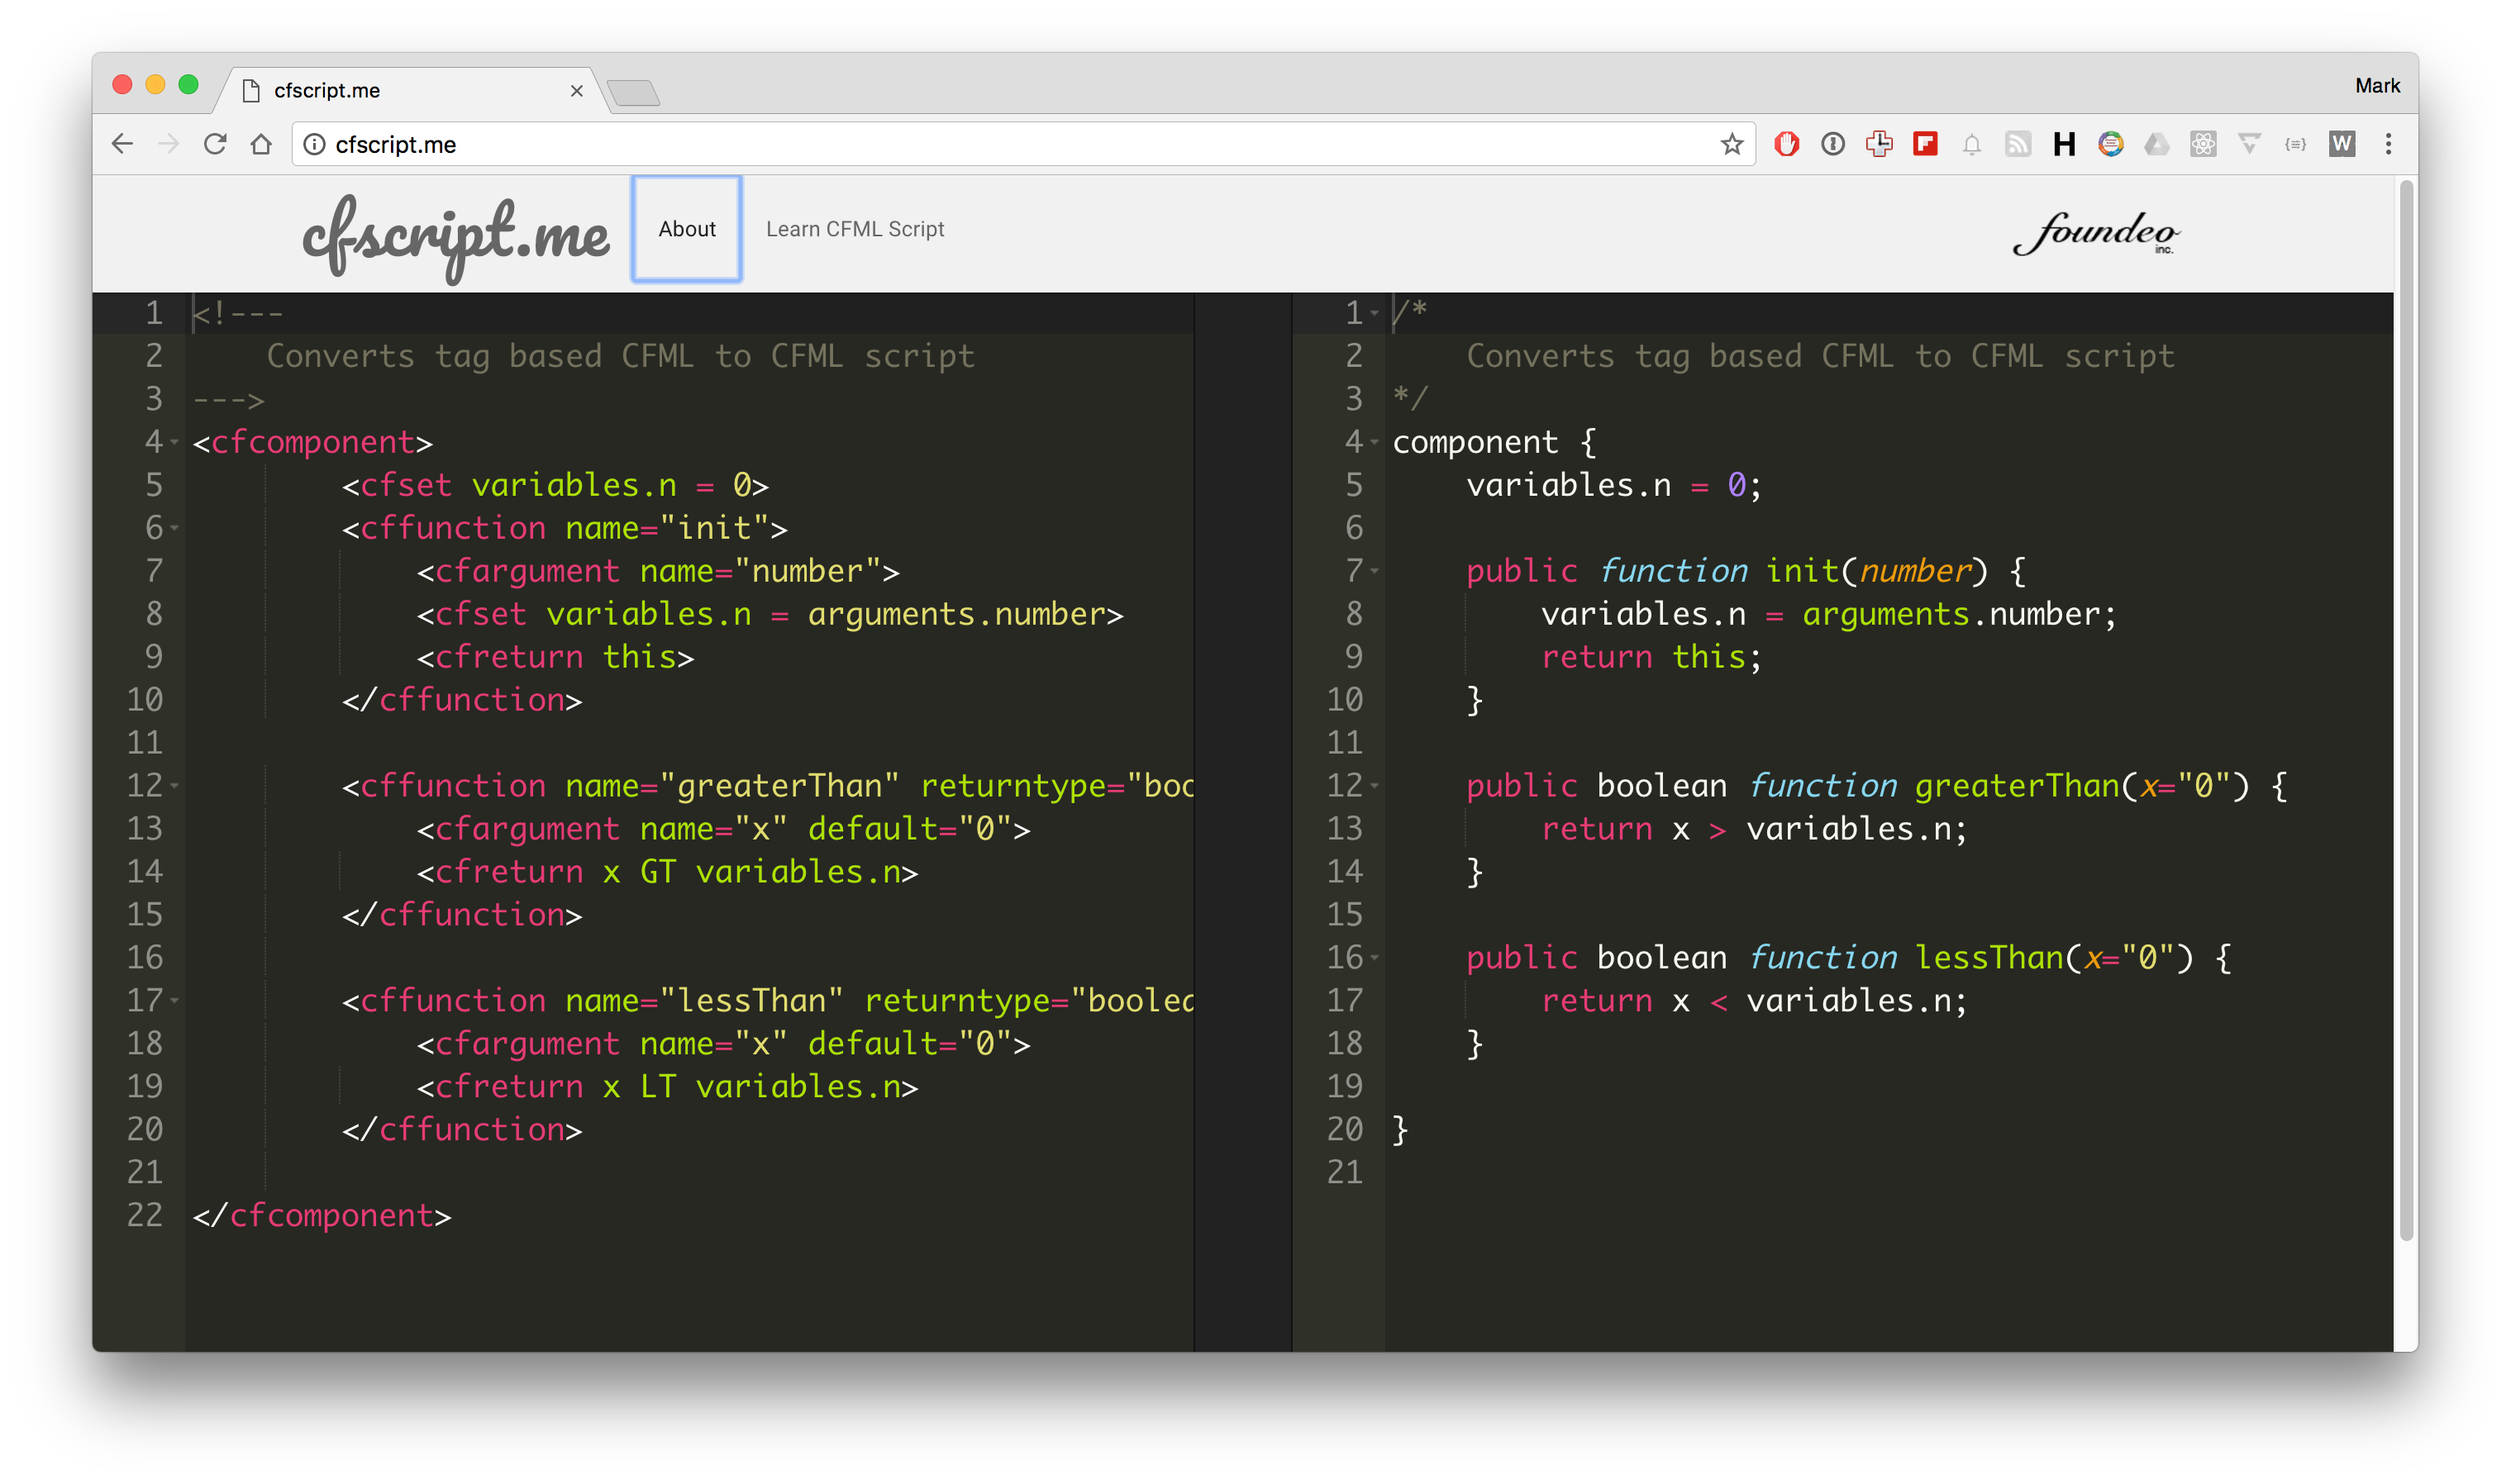 cfscript.me
Mark
cfscript.me
cfscript.me
About
Learn CFML Script
foundeo
inc.
1 <!---
2 Converts tag based CFML to CFML script
3 --->
4 <cfcomponent>
5 <cfset variables.n = 0>
6 <cffunction name="init">
7 <cfargument name="number">
8 <cfset variables.n = arguments.number>
9 <cfreturn this>
10 </cffunction>
11
12 <cffunction name="greaterThan" returntype="boo
13 <cfargument name="x" default="0">
14 <cfreturn x GT variables.n>
15 </cffunction>
16
17 <cffunction name="lessThan" returntype="boolea
18 <cfargument name="x" default="0">
19 <cfreturn x LT variables.n>
20 </cffunction>
21
22 </cfcomponent>
1 /*
2 Converts tag based CFML to CFML script
3 */
4 component {
5 variables.n = 0;
6
7 public function init(number) {
8 variables.n = arguments.number;
9 return this;
10 }
11
12 public boolean function greaterThan(x="0") {
13 return x > variables.n;
14 }
15
16 public boolean function lessThan(x="0") {
17 return x < variables.n;
18 }
19
20 }
21